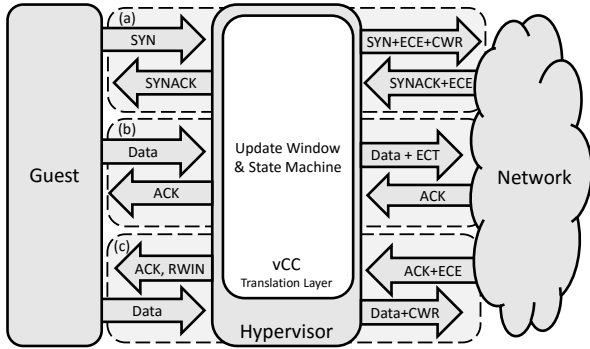 (a)
SYN
SYN+ECE+CWR
SYNACK
SYNACK+ECE
(b)
Data
Update Window
& State Machine
Data + ECT
Guest
Network
ACK
ACK
(c)
ACK, RWIN
vCC
Translation Layer
ACK+ECE
Data
Data+CWR
Hypervisor